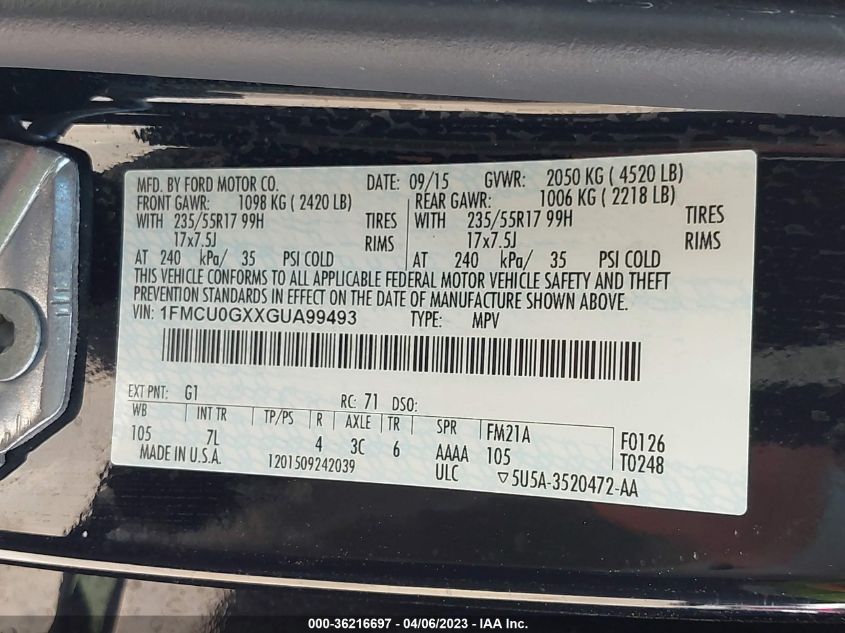 MFD. BY FORD MOTOR CO. DATE: 09/15 GVWR: 2050 KG ( 4520 LB)
FRONT GAWR: 1098 KG ( 2420 LB) REAR GAWR: 1006 KG ( 2218 LB)
WITH 235/55R17 99H TIRES WITH 235/55R17 99H TIRES
17x7.5J RIMS 17x7.5J RIMS
AT 240 kPa/ 35 PSI COLD AT 240 kPa/ 35 PSI COLD
THIS VEHICLE CONFORMS TO ALL APPLICABLE FEDERAL MOTOR VEHICLE SAFETY AND THEFT
PREVENTION STANDARDS IN EFFECT ON THE DATE OF MANUFACTURE SHOWN ABOVE.
VIN: 1FMCU0GXXGUA99493 TYPE: MPV
EXT PNT: G1 RC: 71 DSO:
WB INT TR TP/PS R AXLE TR SPR FM21A F0126
105 7L 4 3C 6 AAAA 105 T0248
MADE IN U.S.A. 1201509242039 ULC ▽5U5A-3520472-AA
000-36216697 - 04/06/2023 - IAA Inc.